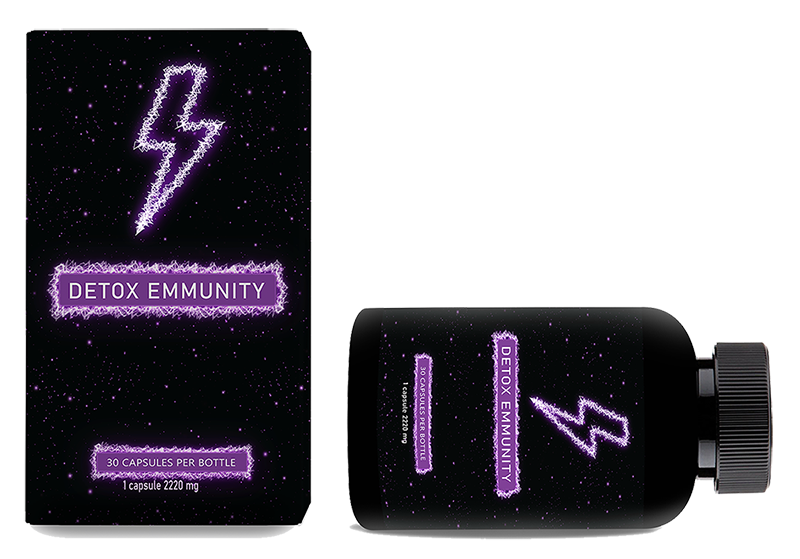 DETOX EMMUNITY
30 CAPSULES PER BOTTLE
1 capsule 2220 mg
DETOX EMMUNITY
30 CAPSULES PER BOTTLE
1 capsule 2220 mg